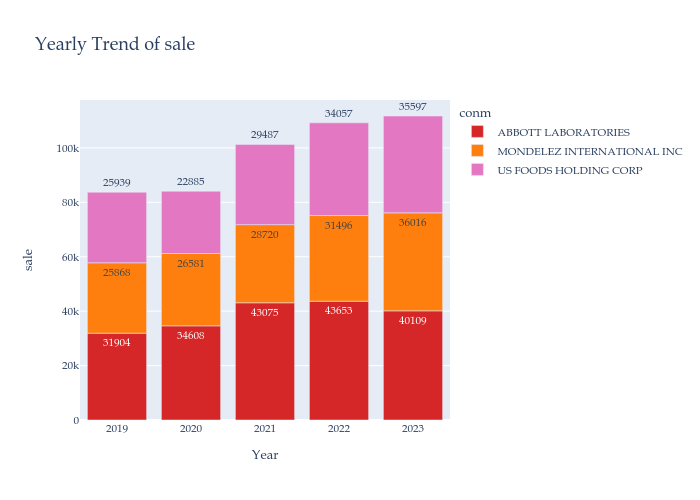 Yearly Trend of sale
conm
ABBOTT LABORATORIES
MONDELEZ INTERNATIONAL INC
US FOODS HOLDING CORP
sale
100k
80k
60k
40k
20k
0
25939 22885 29487 34057 35597
25868 26581 28720 31496 36016
31904 34608 43075 43653 40109
2019 2020 2021 2022 2023
Year